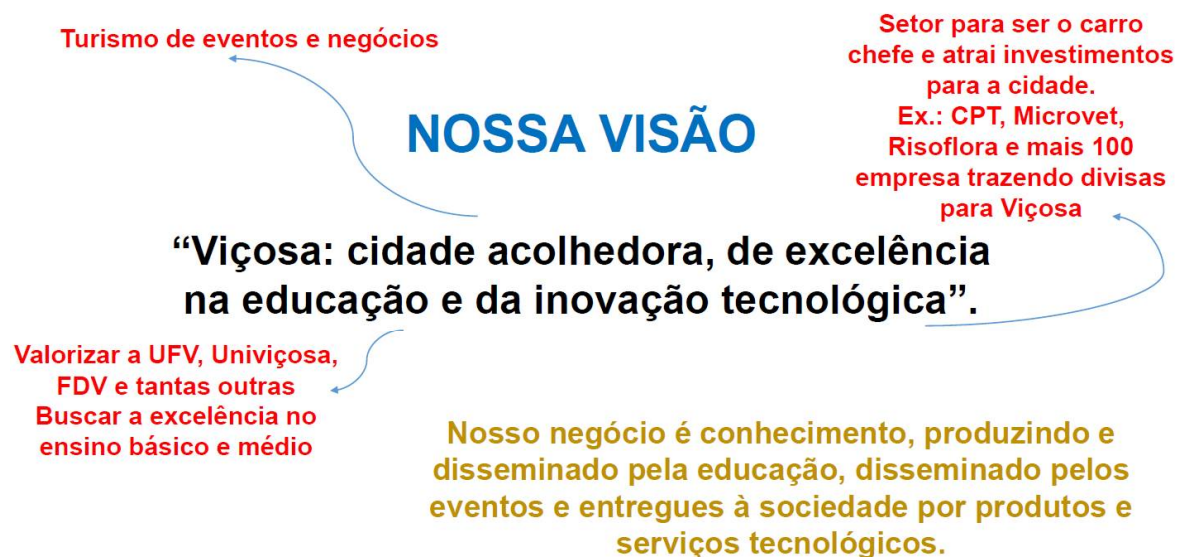 Turismo de eventos e negócios
Setor para ser o carro
chefe e atrai investimentos
para a cidade.
Ex.: CPT, Microvet,
Risoflora e mais 100
empresa trazendo divisas
para Viçosa
NOSSA VISÃO
“Viçosa: cidade acolhedora, de excelência
na educação e da inovação tecnológica”.
Valorizar a UFV, Univiçosa,
FDV e tantas outras
Buscar a excelência no
ensino básico e médio
Nosso negócio é conhecimento, produzindo e
disseminado pela educação, disseminado pelos
eventos e entregues à sociedade por produtos e
serviços tecnológicos.